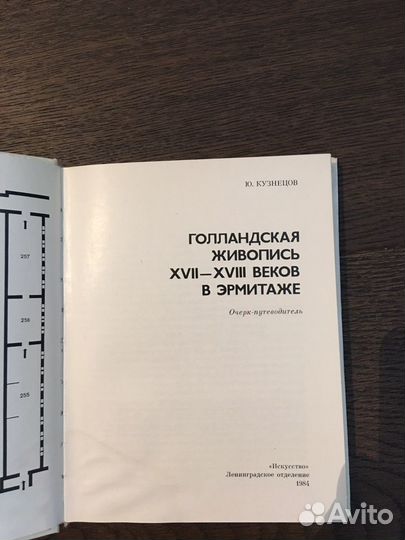 257
256
255
Ю. КУЗНЕЦОВ
ГОЛЛАНДСКАЯ
ЖИВОПИСЬ
XVII—XVIII ВЕКОВ
В ЭРМИТАЖЕ
Очерк-путеводитель
«Искусство»
Ленинградское отделение
1984
Avito